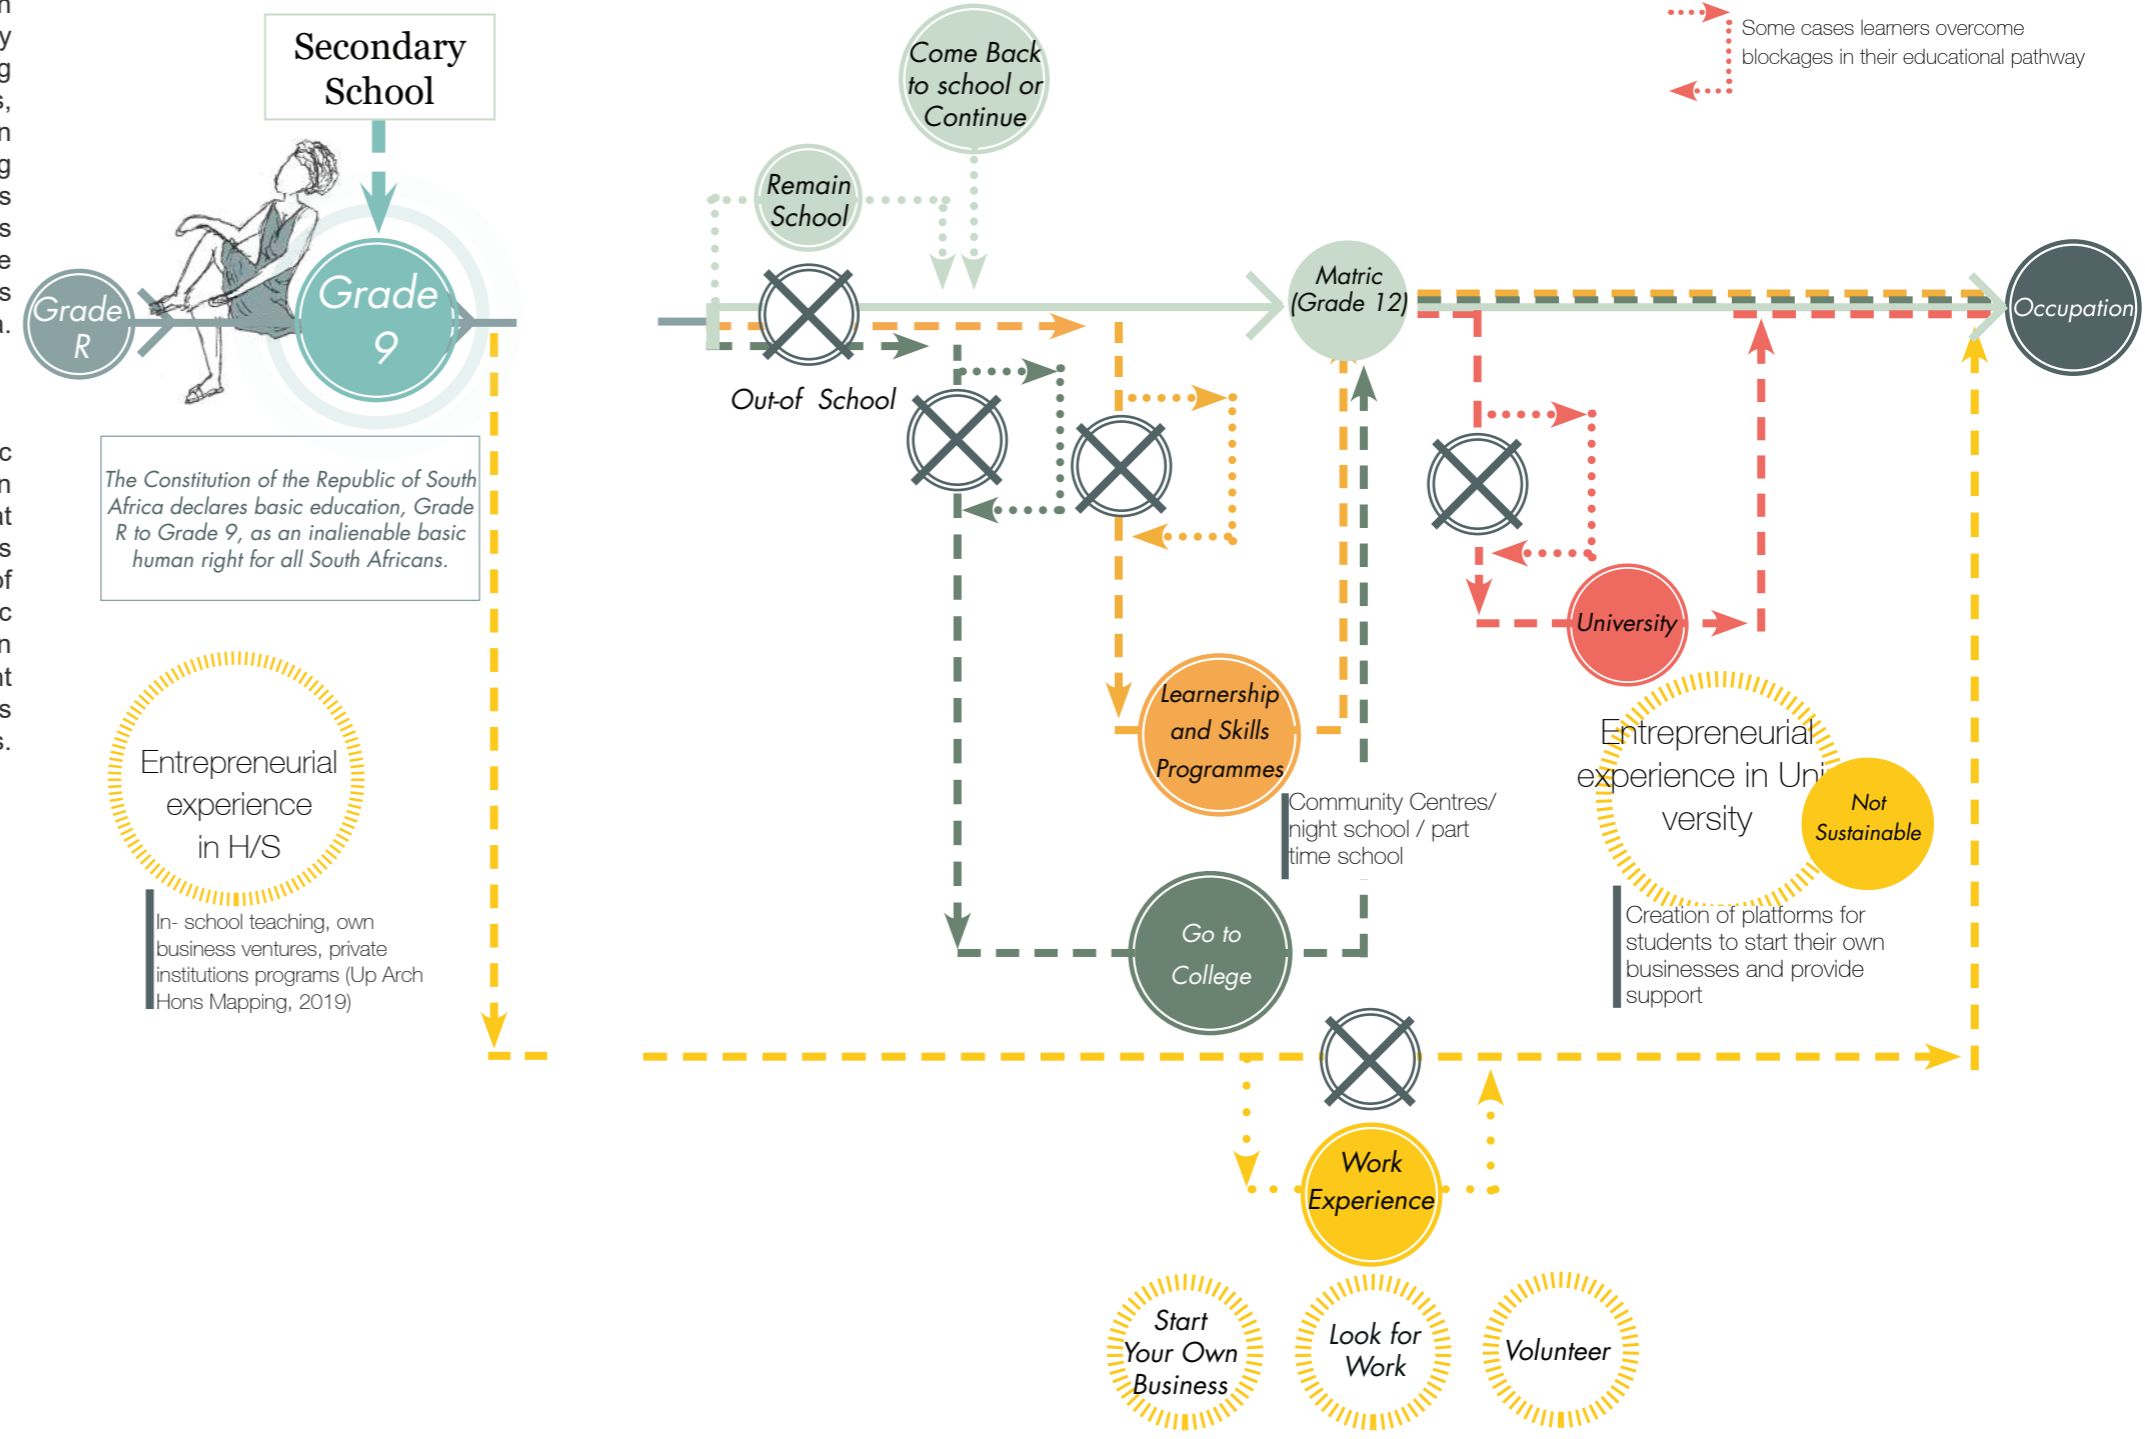 n
y
g
s,
n
g
s
s
e
s
a.
c
n
at
s
of
c
n
nt
s
s.
Secondary
School
Come Back
to school or
Continue
Some cases learners overcome
blockages in their educational pathway
Remain
School
Grade
R
Grade
9
Matric
(Grade 12)
Occupation
Out-of School
The Constitution of the Republic of South
Africa declares basic education, Grade
R to Grade 9, as an inalienable basic
human right for all South Africans.
University
Learnership
and Skills
Programmes
Entrepreneurial
experience
in H/S
Entrepreneurial
experience in Uni
versity
Not
Sustainable
Community Centres/
night school / part
time school
In- school teaching, own
business ventures, private
institutions programs (Up Arch
Hons Mapping, 2019)
Go to
College
Creation of platforms for
students to start their own
businesses and provide
support
Work
Experience
Start
Your Own
Business
Look for
Work
Volunteer